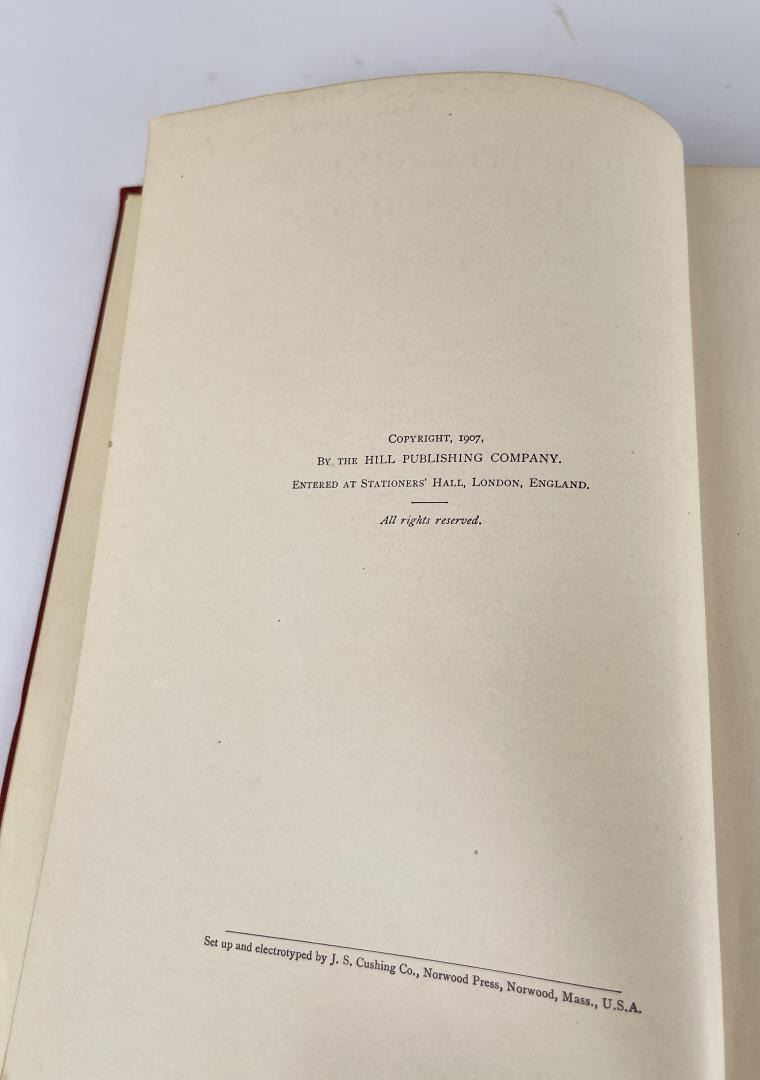 Copyright, 1907,
By the HILL PUBLISHING COMPANY.
Entered at Stationers' Hall, London, England.
All rights reserved.
Set up and electrotyped by J. S. Cushing Co., Norwood Press, Norwood, Mass., U.S.A.